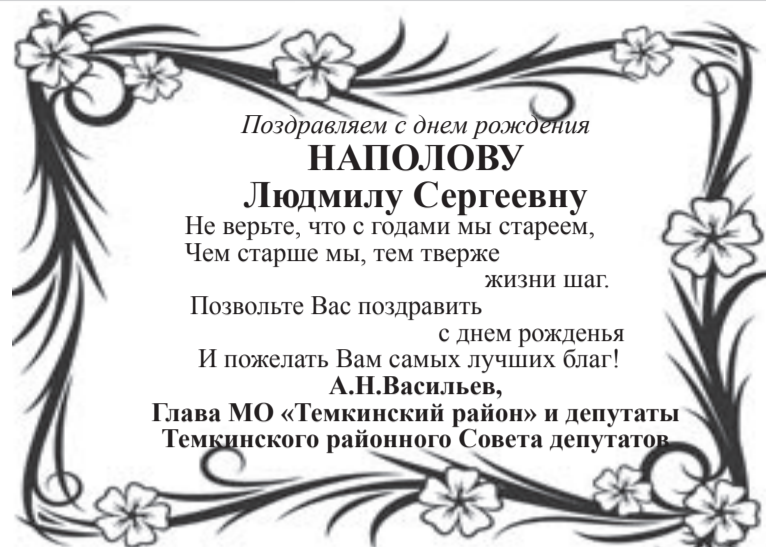 Поздравляем с днем рождения
НАПОЛОВУ
Людмилу Сергеевну
Не верьте, что с годами мы стареем,
Чем старше мы, тем тверже
жизни шаг.
Позвольте Вас поздравить
с днем рожденья
И пожелать Вам самых лучших благ!
А.Н.Васильев,
Глава МО «Темкинский район» и депутаты
Темкинского районного Совета депутатов